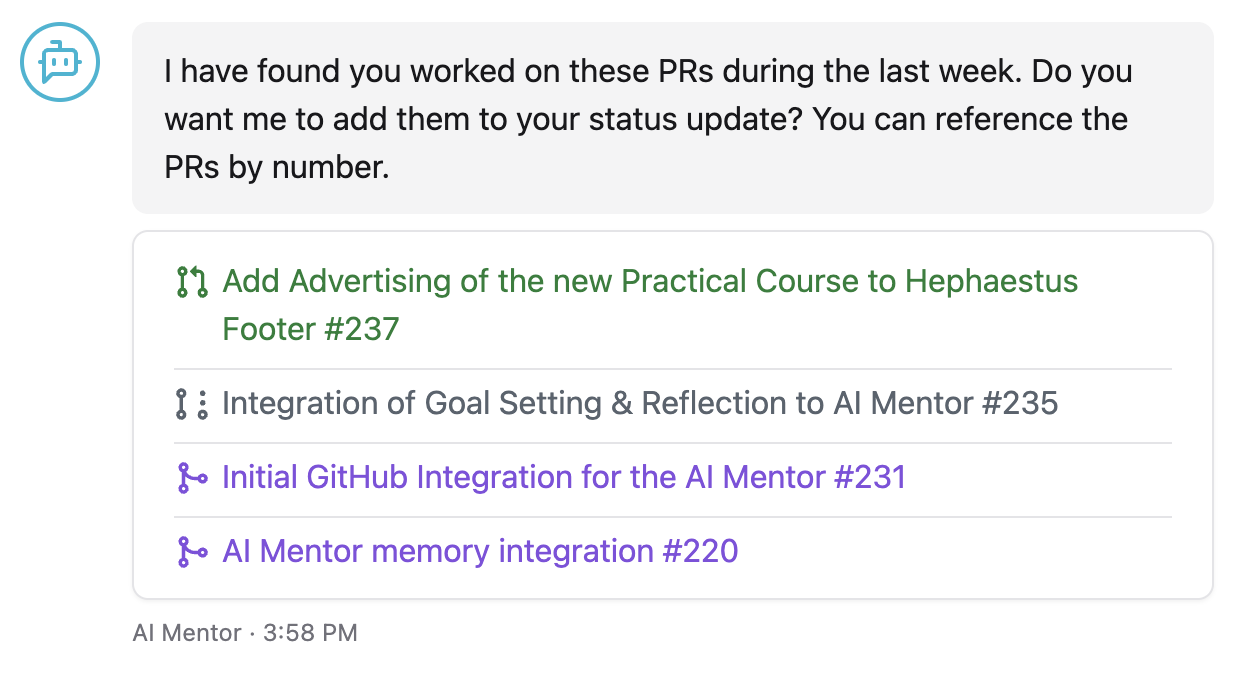 I have found you worked on these PRs during the last week. Do you
want me to add them to your status update? You can reference the
PRs by number.
Add Advertising of the new Practical Course to Hephaestus
Footer #237
Integration of Goal Setting & Reflection to AI Mentor #235
Initial GitHub Integration for the AI Mentor #231
AI Mentor memory integration #220
AI Mentor · 3:58 PM